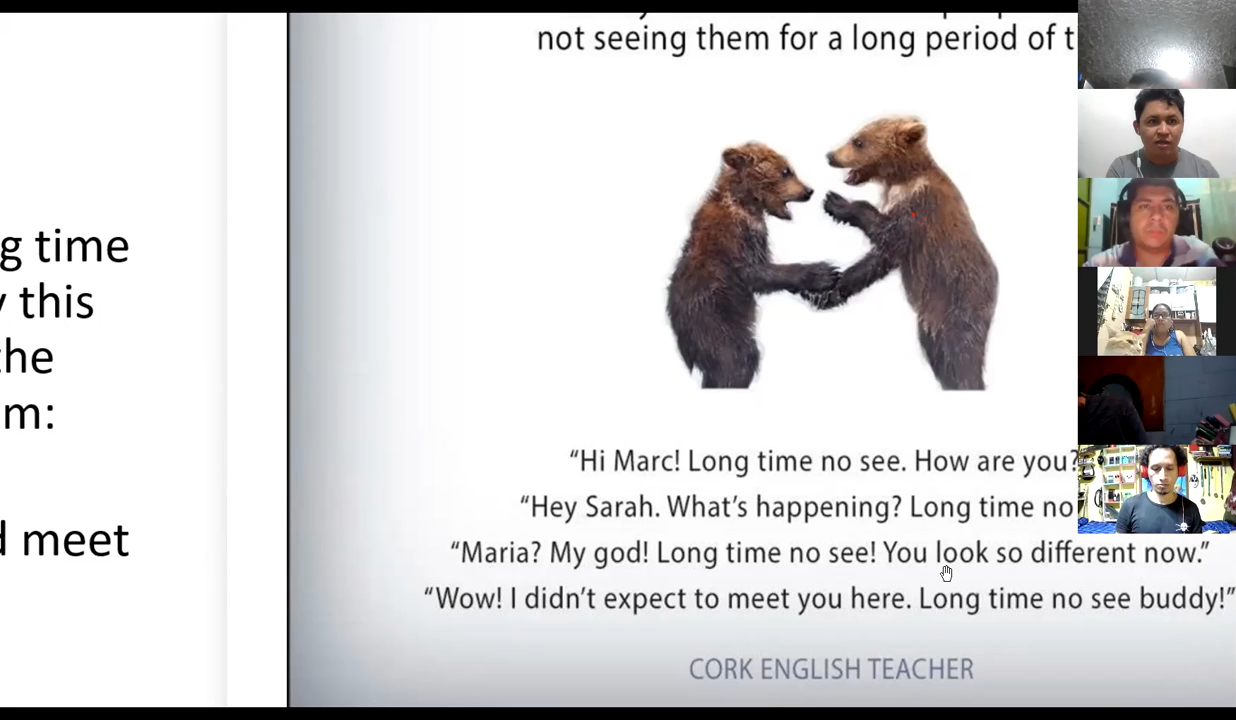 not seeing them for a long period of t
g time
this
he
m:
meet
“Hi Marc! Long time no see. How are you?
“Hey Sarah. What’s happening? Long time no
“Maria? My god! Long time no see! You look so different now.”
“Wow! I didn’t expect to meet you here. Long time no see buddy!”
CORK ENGLISH TEACHER